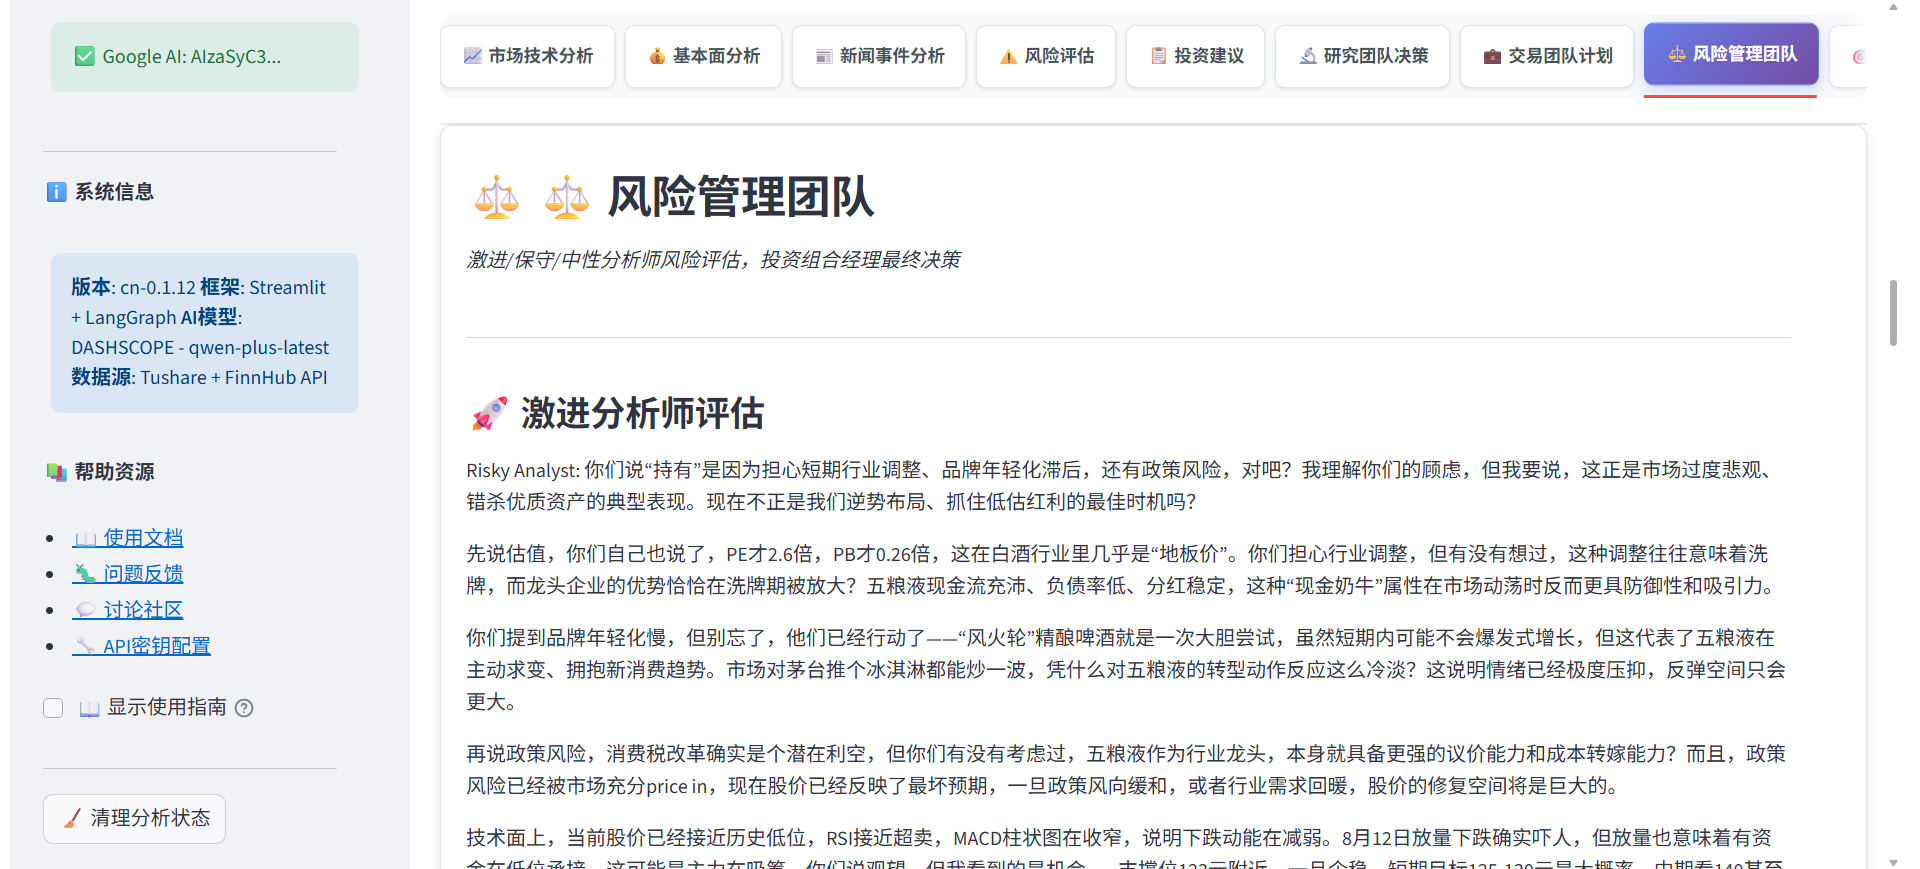 Google AI: AIzaSyC3...
系统信息
版本: cn-0.1.12 框架: Streamlit
+ LangGraph AI模型:
DASHSCOPE - qwen-plus-latest
数据源: Tushare + FinnHub API
帮助资源
使用文档
问题反馈
讨论社区
API密钥配置
显示使用指南
清理分析状态
市场技术分析
基本面分析
新闻事件分析
风险评估
投资建议
研究团队决策
交易团队计划
风险管理团队
风险管理团队
激进/保守/中性分析师风险评估，投资组合经理最终决策
激进分析师评估
Risky Analyst: 你们说“持有”是因为担心短期行业调整、品牌年轻化滞后，还有政策风险，对吧？我理解你们的顾虑，但我要说，这正是市场过度悲观、
错杀优质资产的典型表现。现在不正是我们逆势布局、抓住低估红利的最佳时机吗？
先说估值，你们自己也说了，PE才2.6倍，PB才0.26倍，这在白酒行业里几乎是“地板价”。你们担心行业调整，但有没有想过，这种调整往往意味着洗
牌，而龙头企业的优势恰恰在洗牌期被放大？五粮液现金流充沛、负债率低、分红稳定，这种“现金奶牛”属性在市场动荡时反而更具防御性和吸引力。
你们提到品牌年轻化慢，但别忘了，他们已经行动了——“风火轮”精酿啤酒就是一次大胆尝试，虽然短期内可能不会爆发式增长，但这代表了五粮液在
主动求变、拥抱新消费趋势。市场对茅台推个冰淇淋都能炒一波，凭什么对五粮液的转型动作反应这么冷淡？这说明情绪已经极度压抑，反弹空间只会
更大。
再说政策风险，消费税改革确实是个潜在利空，但你们有没有考虑过，五粮液作为行业龙头，本身就具备更强的议价能力和成本转嫁能力？而且，政策
风险已经被市场充分price in，现在股价已经反映了最坏预期，一旦政策风向缓和，或者行业需求回暖，股价的修复空间将是巨大的。
技术面上，当前股价已经接近历史低位，RSI接近超卖，MACD柱状图在收窄，说明下跌动能在减弱。8月12日放量下跌确实吓人，但放量也意味着有资